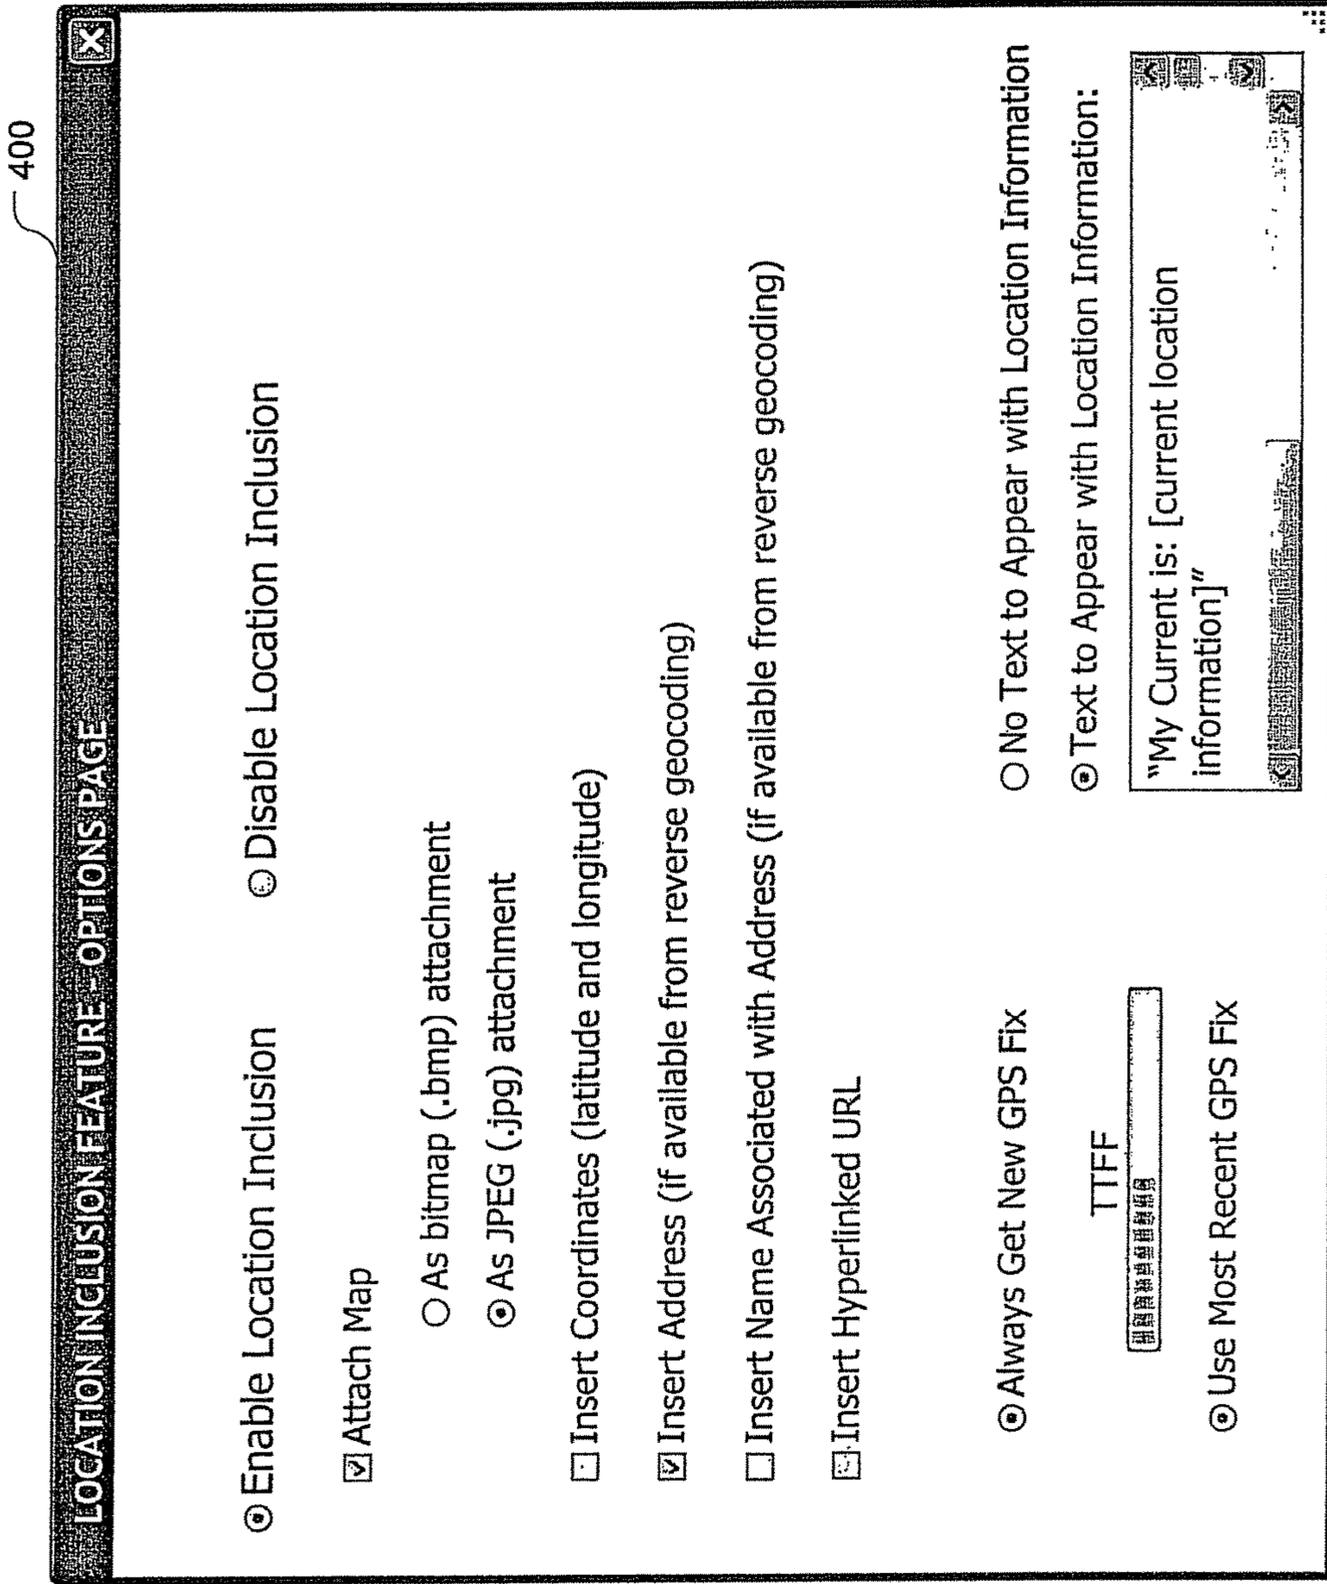 400
LOCATION INCLUSION FEATURE - OPTIONS PAGE
Enable Location Inclusion
Disable Location Inclusion
Attach Map
As bitmap (.bmp) attachment
As JPEG (.jpg) attachment
Insert Coordinates (latitude and longitude)
Insert Address (if available from reverse geocoding)
Insert Name Associated with Address (if available from reverse geocoding)
Insert Hyperlinked URL
Always Get New GPS Fix
TTFF
Use Most Recent GPS Fix
No Text to Appear with Location Information
Text to Appear with Location Information:
“My Current is: [current location
information]”